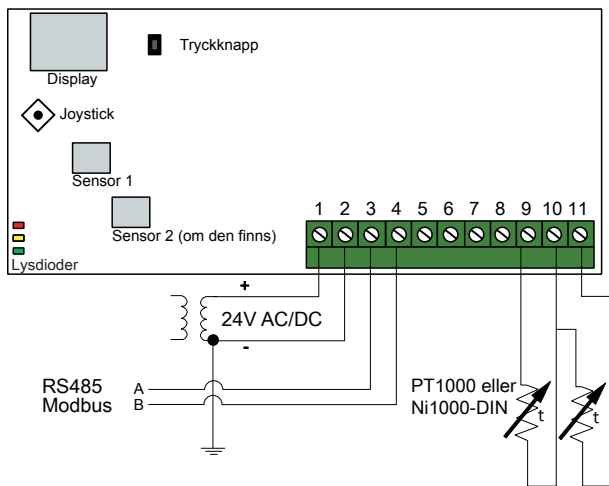 Tryckknapp
Display
Joystick
Sensor 1
Sensor 2 (om den finns)
Lysdioder
1 2 3 4 5 6 7 8 9 10 11
+
24V AC/DC
-
RS485 A
Modbus B
PT1000 eller
Ni1000-DIN
t t